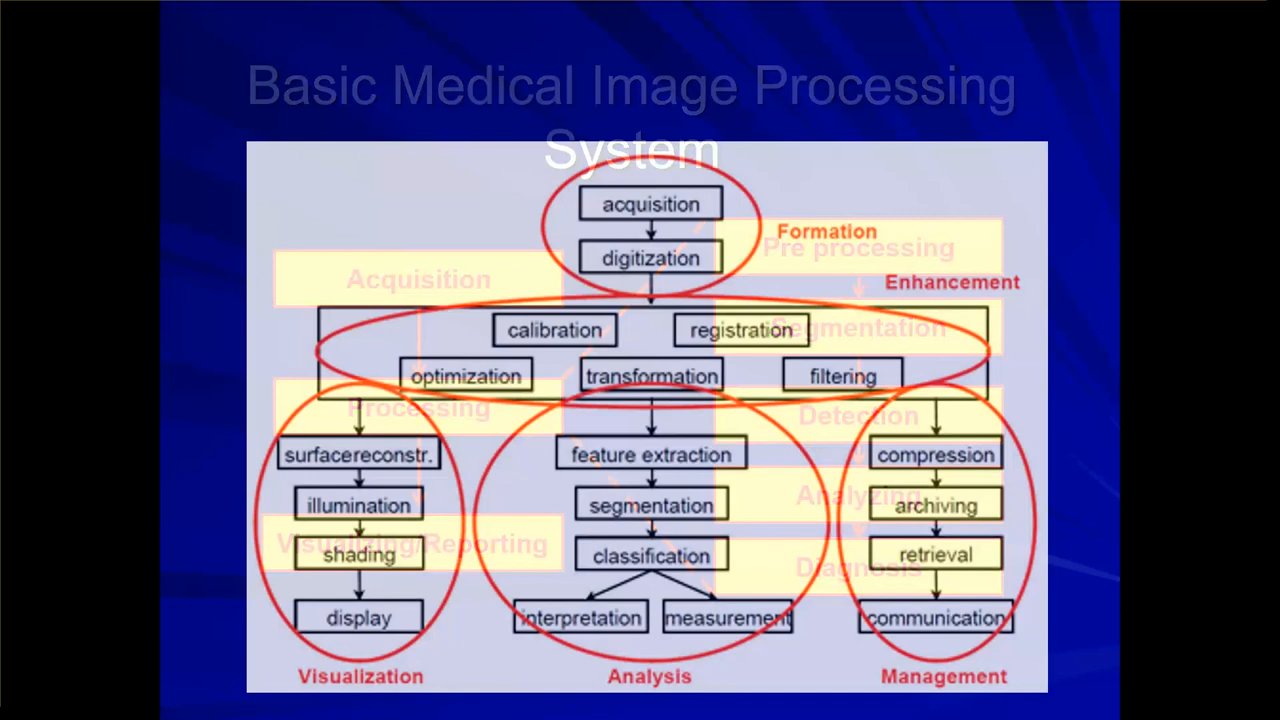 Basic Medical Image Processing
System
acquisition
digitization
Formation
Pre processing
Acquisition
Enhancement
calibration
registration
Segmentation
optimization
transformation
filtering
Processing
Detection
surfacereconstr.
feature extraction
compression
illumination
segmentation
Analyzing
archiving
Visualizing/Reporting
shading
classification
retrieval
Diagnosis
display
interpretation
measurement
communication
Visualization
Analysis
Management